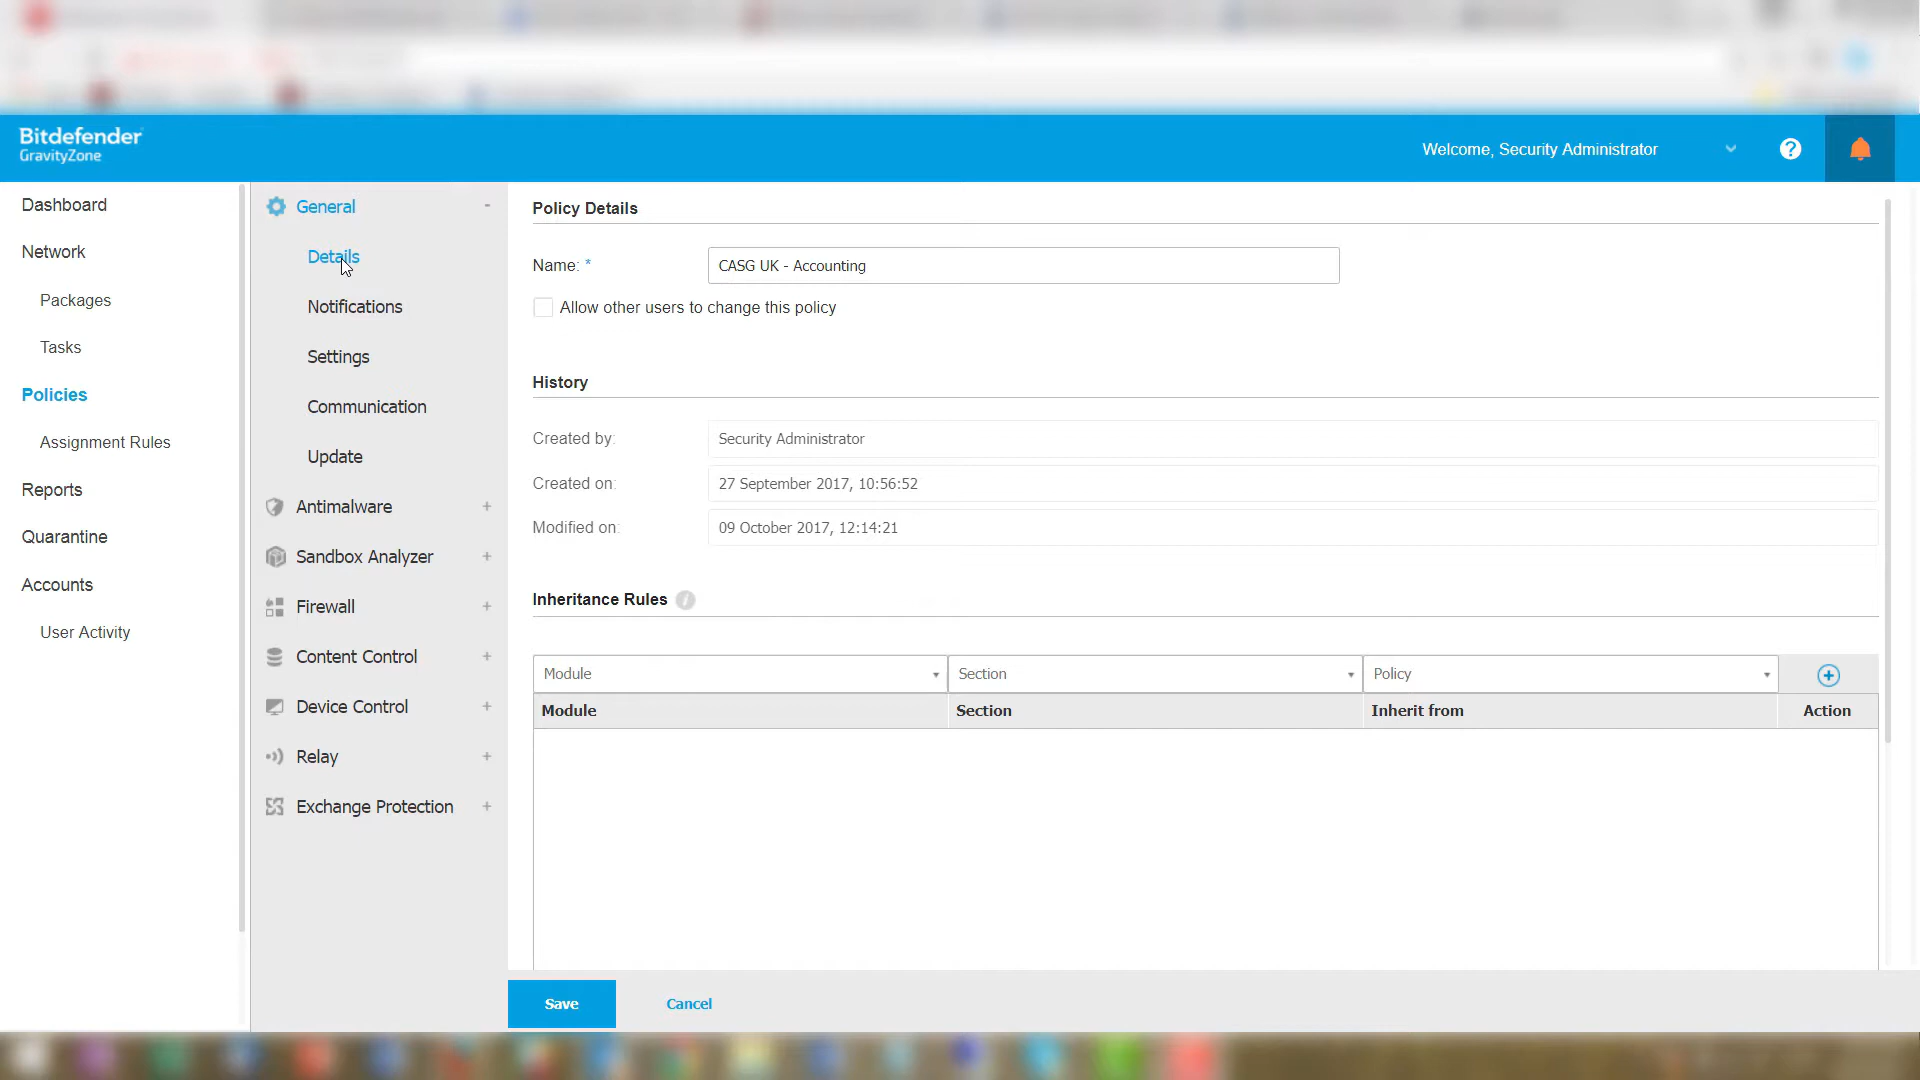 Bitdefender
GravityZone
Welcome, Security Administrator
?
Dashboard
Network
Packages
Tasks
Policies
Assignment Rules
Reports
Quarantine
Accounts
User Activity
General -
Details
Notifications
Settings
Communication
Update
Antimalware +
Sandbox Analyzer +
Firewall +
Content Control +
Device Control +
Relay +
Exchange Protection +
Policy Details
Name: * CASG UK - Accounting
Allow other users to change this policy
History
Created by: Security Administrator
Created on: 27 September 2017, 10:56:52
Modified on: 09 October 2017, 12:14:21
Inheritance Rules i
Module Section Policy
Module Section Inherit from Action
Save Cancel